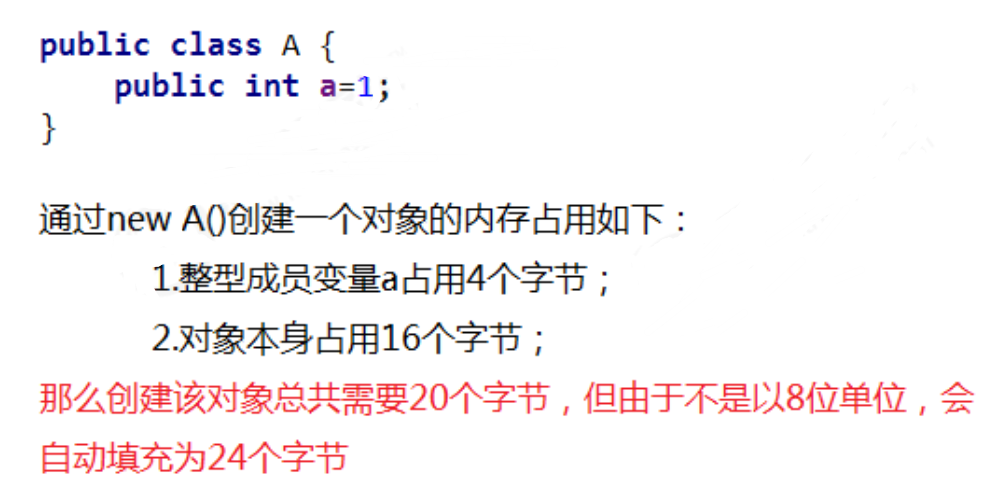 public class A {
public int a=1;
}
通过new A()创建一个对象的内存占用如下：
1.整型成员变量a占用4个字节；
2.对象本身占用16个字节；
那么创建该对象总共需要20个字节，但由于不是以8位单位，会
自动填充为24个字节